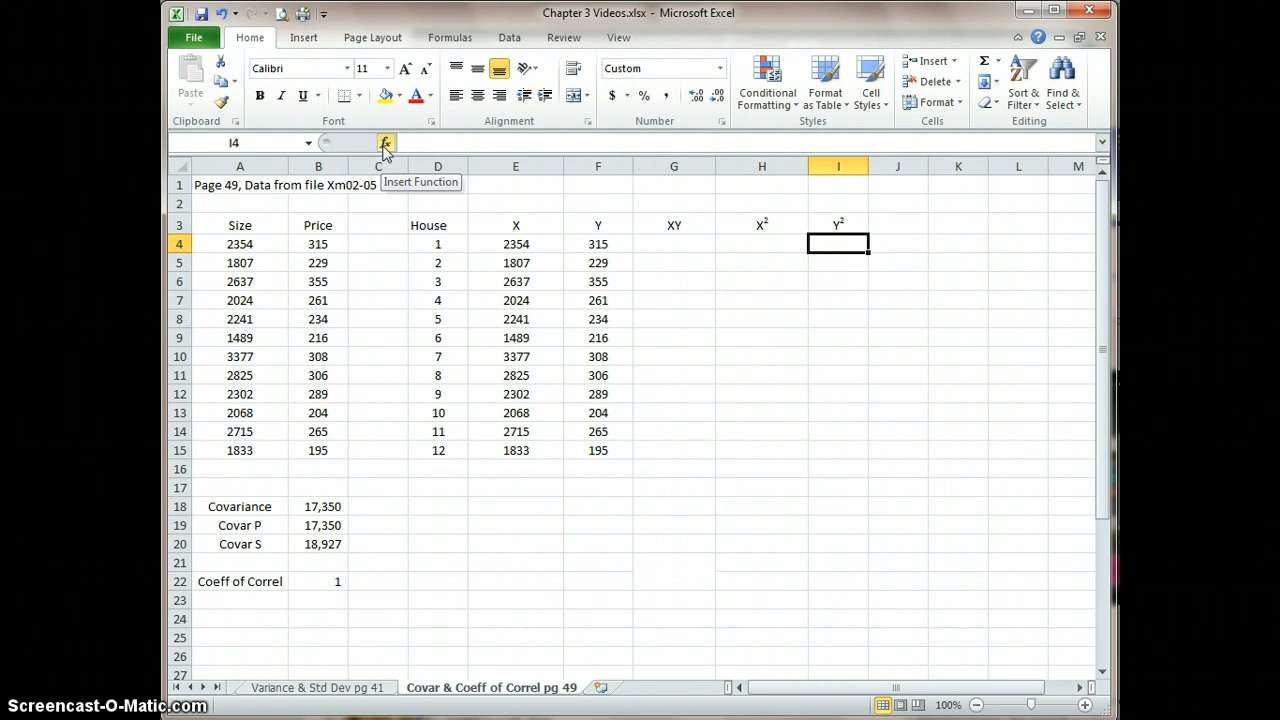 Chapter 3 Videos.xlsx - Microsoft Excel
File Home Insert Page Layout Formulas Data Review View
Calibri 11 Custom Insert Σ
Paste B I U $ % , Conditional Formatting Format as Table Cell Styles Delete Format Sort & Filter Find & Select
Clipboard Font Alignment Number Styles Cells Editing
I4 fx
Insert Function
A B C D E F G H I J K L M
1 Page 49, Data from file Xm02-05
2
3 Size Price House X Y XY X² Y²
4 2354 315 1 2354 315
5 1807 229 2 1807 229
6 2637 355 3 2637 355
7 2024 261 4 2024 261
8 2241 234 5 2241 234
9 1489 216 6 1489 216
10 3377 308 7 3377 308
11 2825 306 8 2825 306
12 2302 289 9 2302 289
13 2068 204 10 2068 204
14 2715 265 11 2715 265
15 1833 195 12 1833 195
16
17
18 Covariance 17,350
19 Covar P 17,350
20 Covar S 18,927
21
22 Coeff of Correl 1
23
24
25
26
27
Variance & Std Dev pg 41 Covar & Coeff of Correl pg 49
100%
Screencast-O-Matic.com